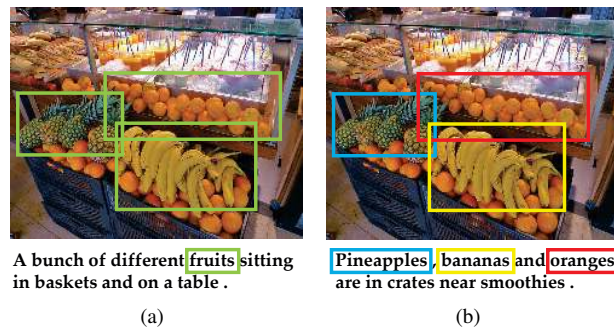 A bunch of different fruits sitting
in baskets and on a table .
(a)
Pineapples , bananas and oranges
are in crates near smoothies .
(b)